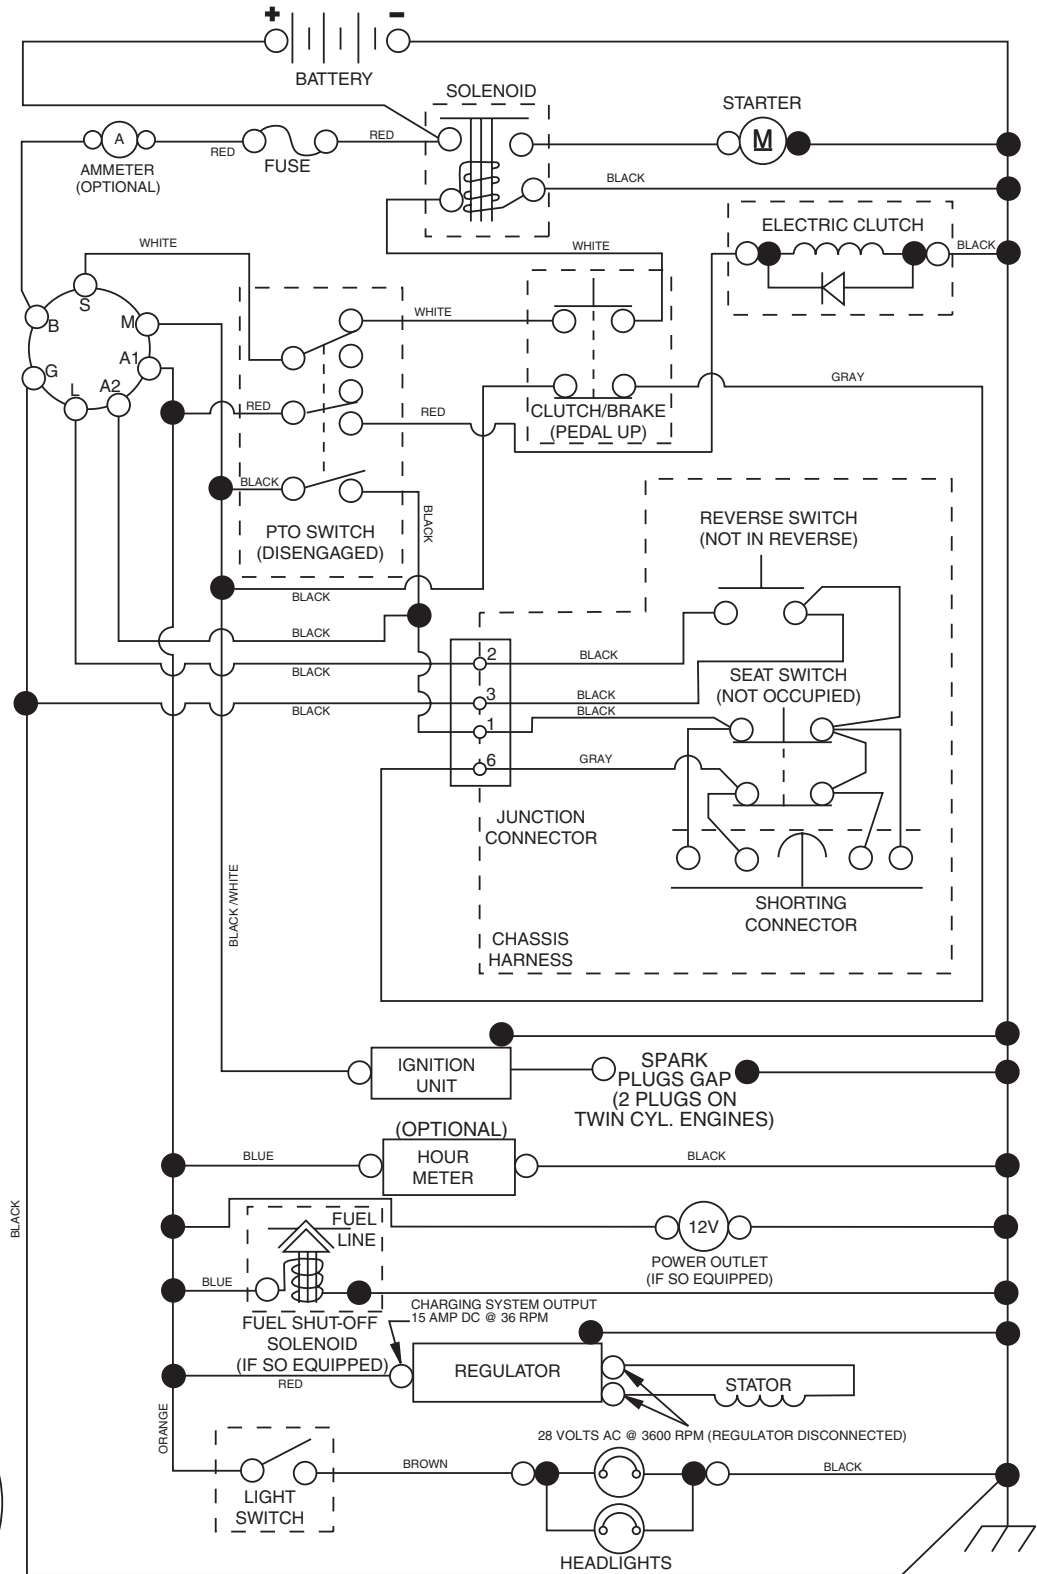 +
-
BATTERY
SOLENOID
STARTER
A
RED
FUSE
RED
M
AMMETER
(OPTIONAL)
BLACK
ELECTRIC CLUTCH
WHITE
WHITE
BLACK
S
B
M
WHITE
A1
G
A2
L
RED
RED
GRAY
CLUTCH/BRAKE
(PEDAL UP)
BLACK
BLACK
PTO SWITCH
(DISENGAGED)
REVERSE SWITCH
(NOT IN REVERSE)
BLACK
BLACK
2
BLACK
BLACK
SEAT SWITCH
(NOT OCCUPIED)
3
BLACK
BLACK
BLACK
1
6
GRAY
JUNCTION
CONNECTOR
BLACK /WHITE
SHORTING
CONNECTOR
CHASSIS
HARNESS
IGNITION
UNIT
SPARK
PLUGS GAP
(2 PLUGS ON
TWIN CYL. ENGINES)
(OPTIONAL)
HOUR
METER
BLUE
BLACK
BLACK
FUEL
LINE
12V
POWER OUTLET
(IF SO EQUIPPED)
BLUE
FUEL SHUT-OFF
SOLENOID
(IF SO EQUIPPED)
CHARGING SYSTEM OUTPUT
15 AMP DC @ 36 RPM
RED
REGULATOR
STATOR
28 VOLTS AC @ 3600 RPM (REGULATOR DISCONNECTED)
ORANGE
BROWN
BLACK
LIGHT
SWITCH
HEADLIGHTS